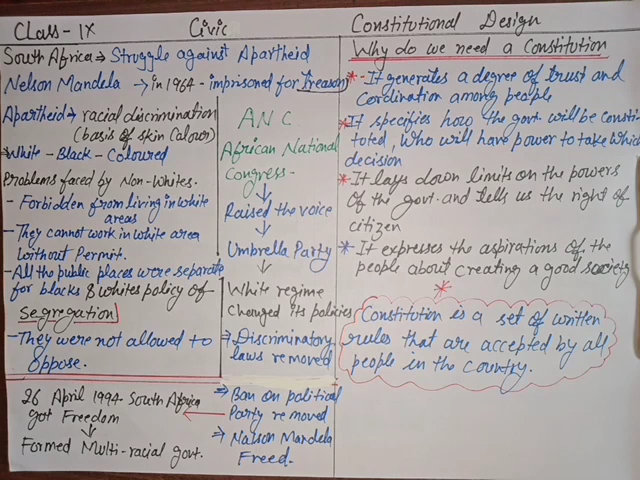 Class-IX Civic Constitutional Design
South Africa → Struggle against Apartheid
Nelson Mandela → in 1964 - imprisoned for Treason
Apartheid → racial discrimination
(basis of skin Calour)
→ White - Black - Coloured
Problems faced by Non-Whites.
- Forbidden from living in white
areas
- They cannot work in white area
without Permit.
- All the public places were separate
for blacks & whites policy of
segregation
- They were not allowed to
oppose.
26 April 1994 - South Africa
got Freedom
↓
Formed Multi-racial govt.
ANC
African National
Congress -
↓
Raised the voice
↓
Umbrella Party
↓
White regime
Changed its policies
⇒ Discriminatory
laws removed
⇒ Ban on political
Party removed
⇒ Nalson Mandela
Freed.
Why do we need a Constitution
* - It generates a degree of trust and
Cordination among people
* It specifies how the govt. will be consti-
toted, Who will have power to take which
decision
* It lays down limits on the powers
Of the govt. and tells us the right of
citizen
* It expresses the aspirations of the
people about creating a good society
*
Constitution is a set of written
rules that are accepted by all
people in the country.